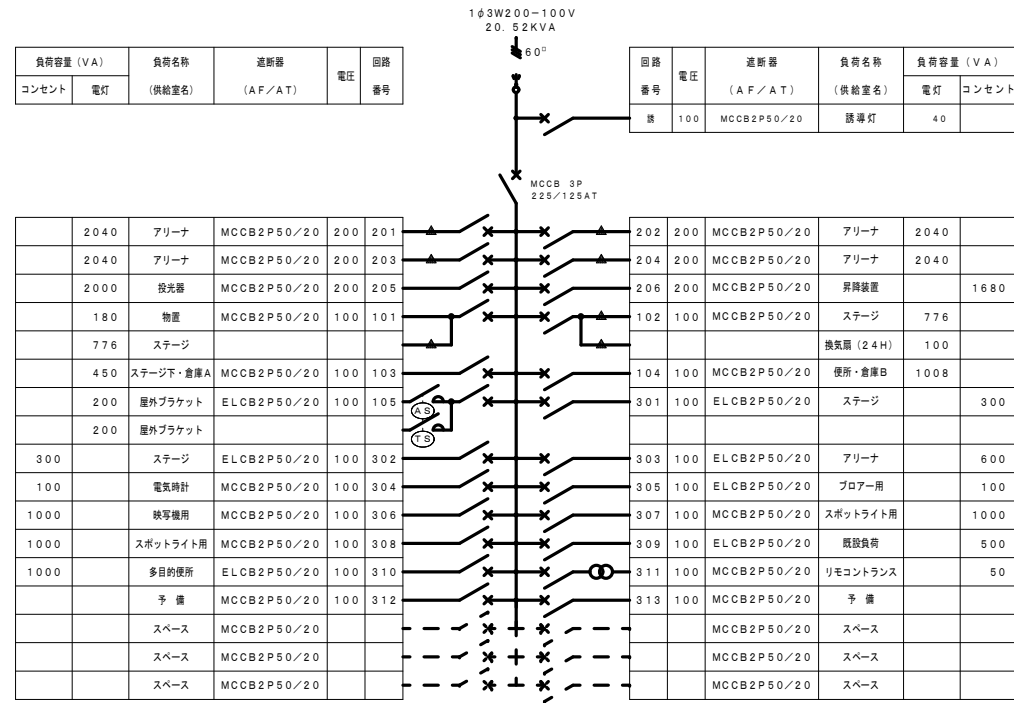 1φ3W200-100V
20.52KVA
60□
負荷容量(VA) 負荷名称 遮断器 電圧 回路
コンセント 電灯 (供給室名) (AF/AT) 番号
回路 電圧 遮断器 負荷名称 負荷容量(VA)
番号 (AF/AT) (供給室名) 電灯 コンセント
誘 100 MCCB2P50/20 誘導灯 40
MCCB 3P
225/125AT
2040 アリーナ MCCB2P50/20 200 201 202 200 MCCB2P50/20 アリーナ 2040
2040 アリーナ MCCB2P50/20 200 203 204 200 MCCB2P50/20 アリーナ 2040
2000 投光器 MCCB2P50/20 200 205 206 200 MCCB2P50/20 昇降装置 1680
180 物置 MCCB2P50/20 100 101 102 100 MCCB2P50/20 ステージ 776
776 ステージ 換気扇(24H) 100
450 ステージ下・倉庫A MCCB2P50/20 100 103 104 100 MCCB2P50/20 便所・倉庫B 1008
200 屋外ブラケット ELCB2P50/20 100 105 AS 301 100 ELCB2P50/20 ステージ 300
200 屋外ブラケット TS
300 ステージ ELCB2P50/20 100 302 303 100 ELCB2P50/20 アリーナ 600
100 電気時計 MCCB2P50/20 100 304 305 100 ELCB2P50/20 ブロアー用 100
1000 映写機用 MCCB2P50/20 100 306 307 100 MCCB2P50/20 スポットライト用 1000
1000 スポットライト用 MCCB2P50/20 100 308 309 100 ELCB2P50/20 既設負荷 500
1000 多目的便所 ELCB2P50/20 100 310 311 100 MCCB2P50/20 リモコントランス 50
予備 MCCB2P50/20 100 312 313 100 MCCB2P50/20 予備
スペース MCCB2P50/20 MCCB2P50/20 スペース
スペース MCCB2P50/20 MCCB2P50/20 スペース
スペース MCCB2P50/20 MCCB2P50/20 スペース